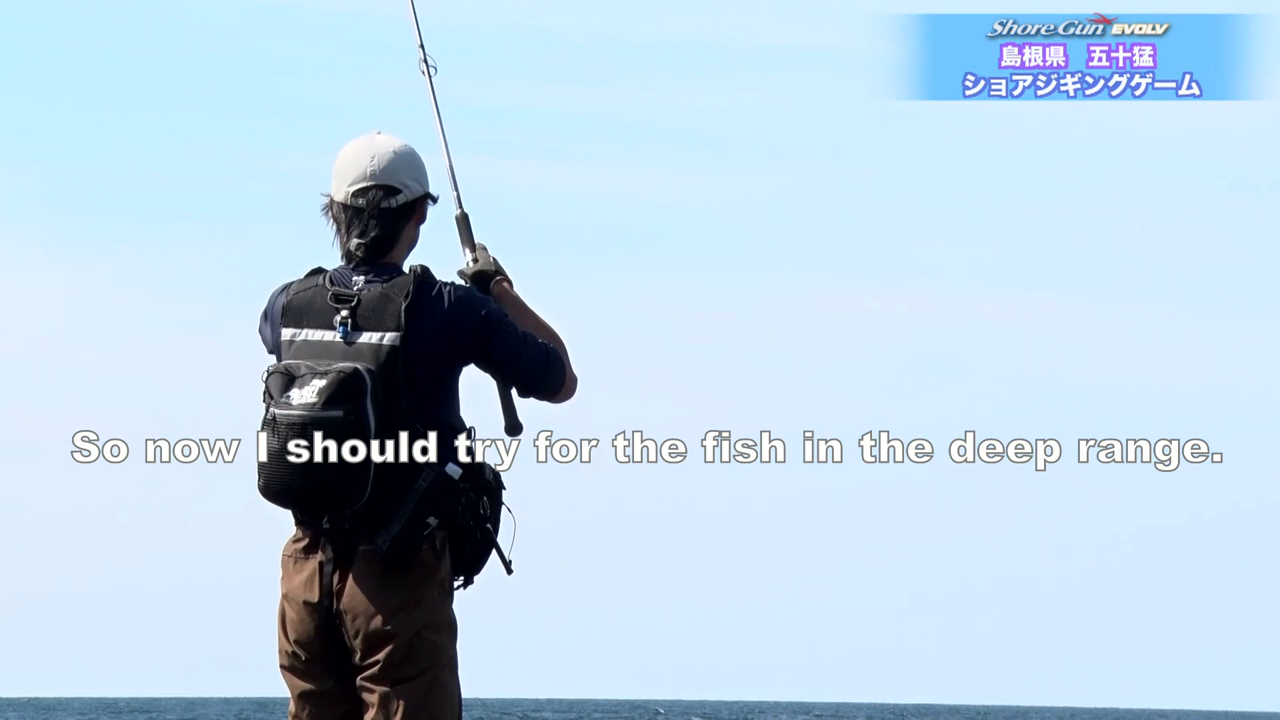 Shore Gun EVOLV
島根県 五十猛
ショアジギングゲーム
So now I should try for the fish in the deep range.